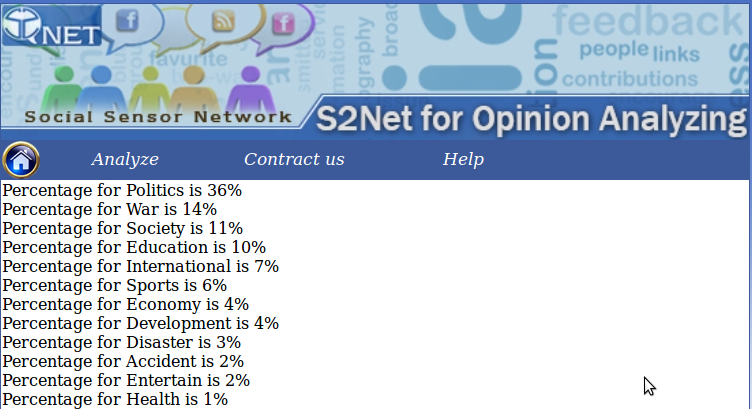 NET
feedback
people links
contributions
favurite
Social Sensor Network
S2Net for Opinion Analyzing
Analyze
Contract us
Help
Percentage for Politics is 36%
Percentage for War is 14%
Percentage for Society is 11%
Percentage for Education is 10%
Percentage for International is 7%
Percentage for Sports is 6%
Percentage for Economy is 4%
Percentage for Development is 4%
Percentage for Disaster is 3%
Percentage for Accident is 2%
Percentage for Entertain is 2%
Percentage for Health is 1%